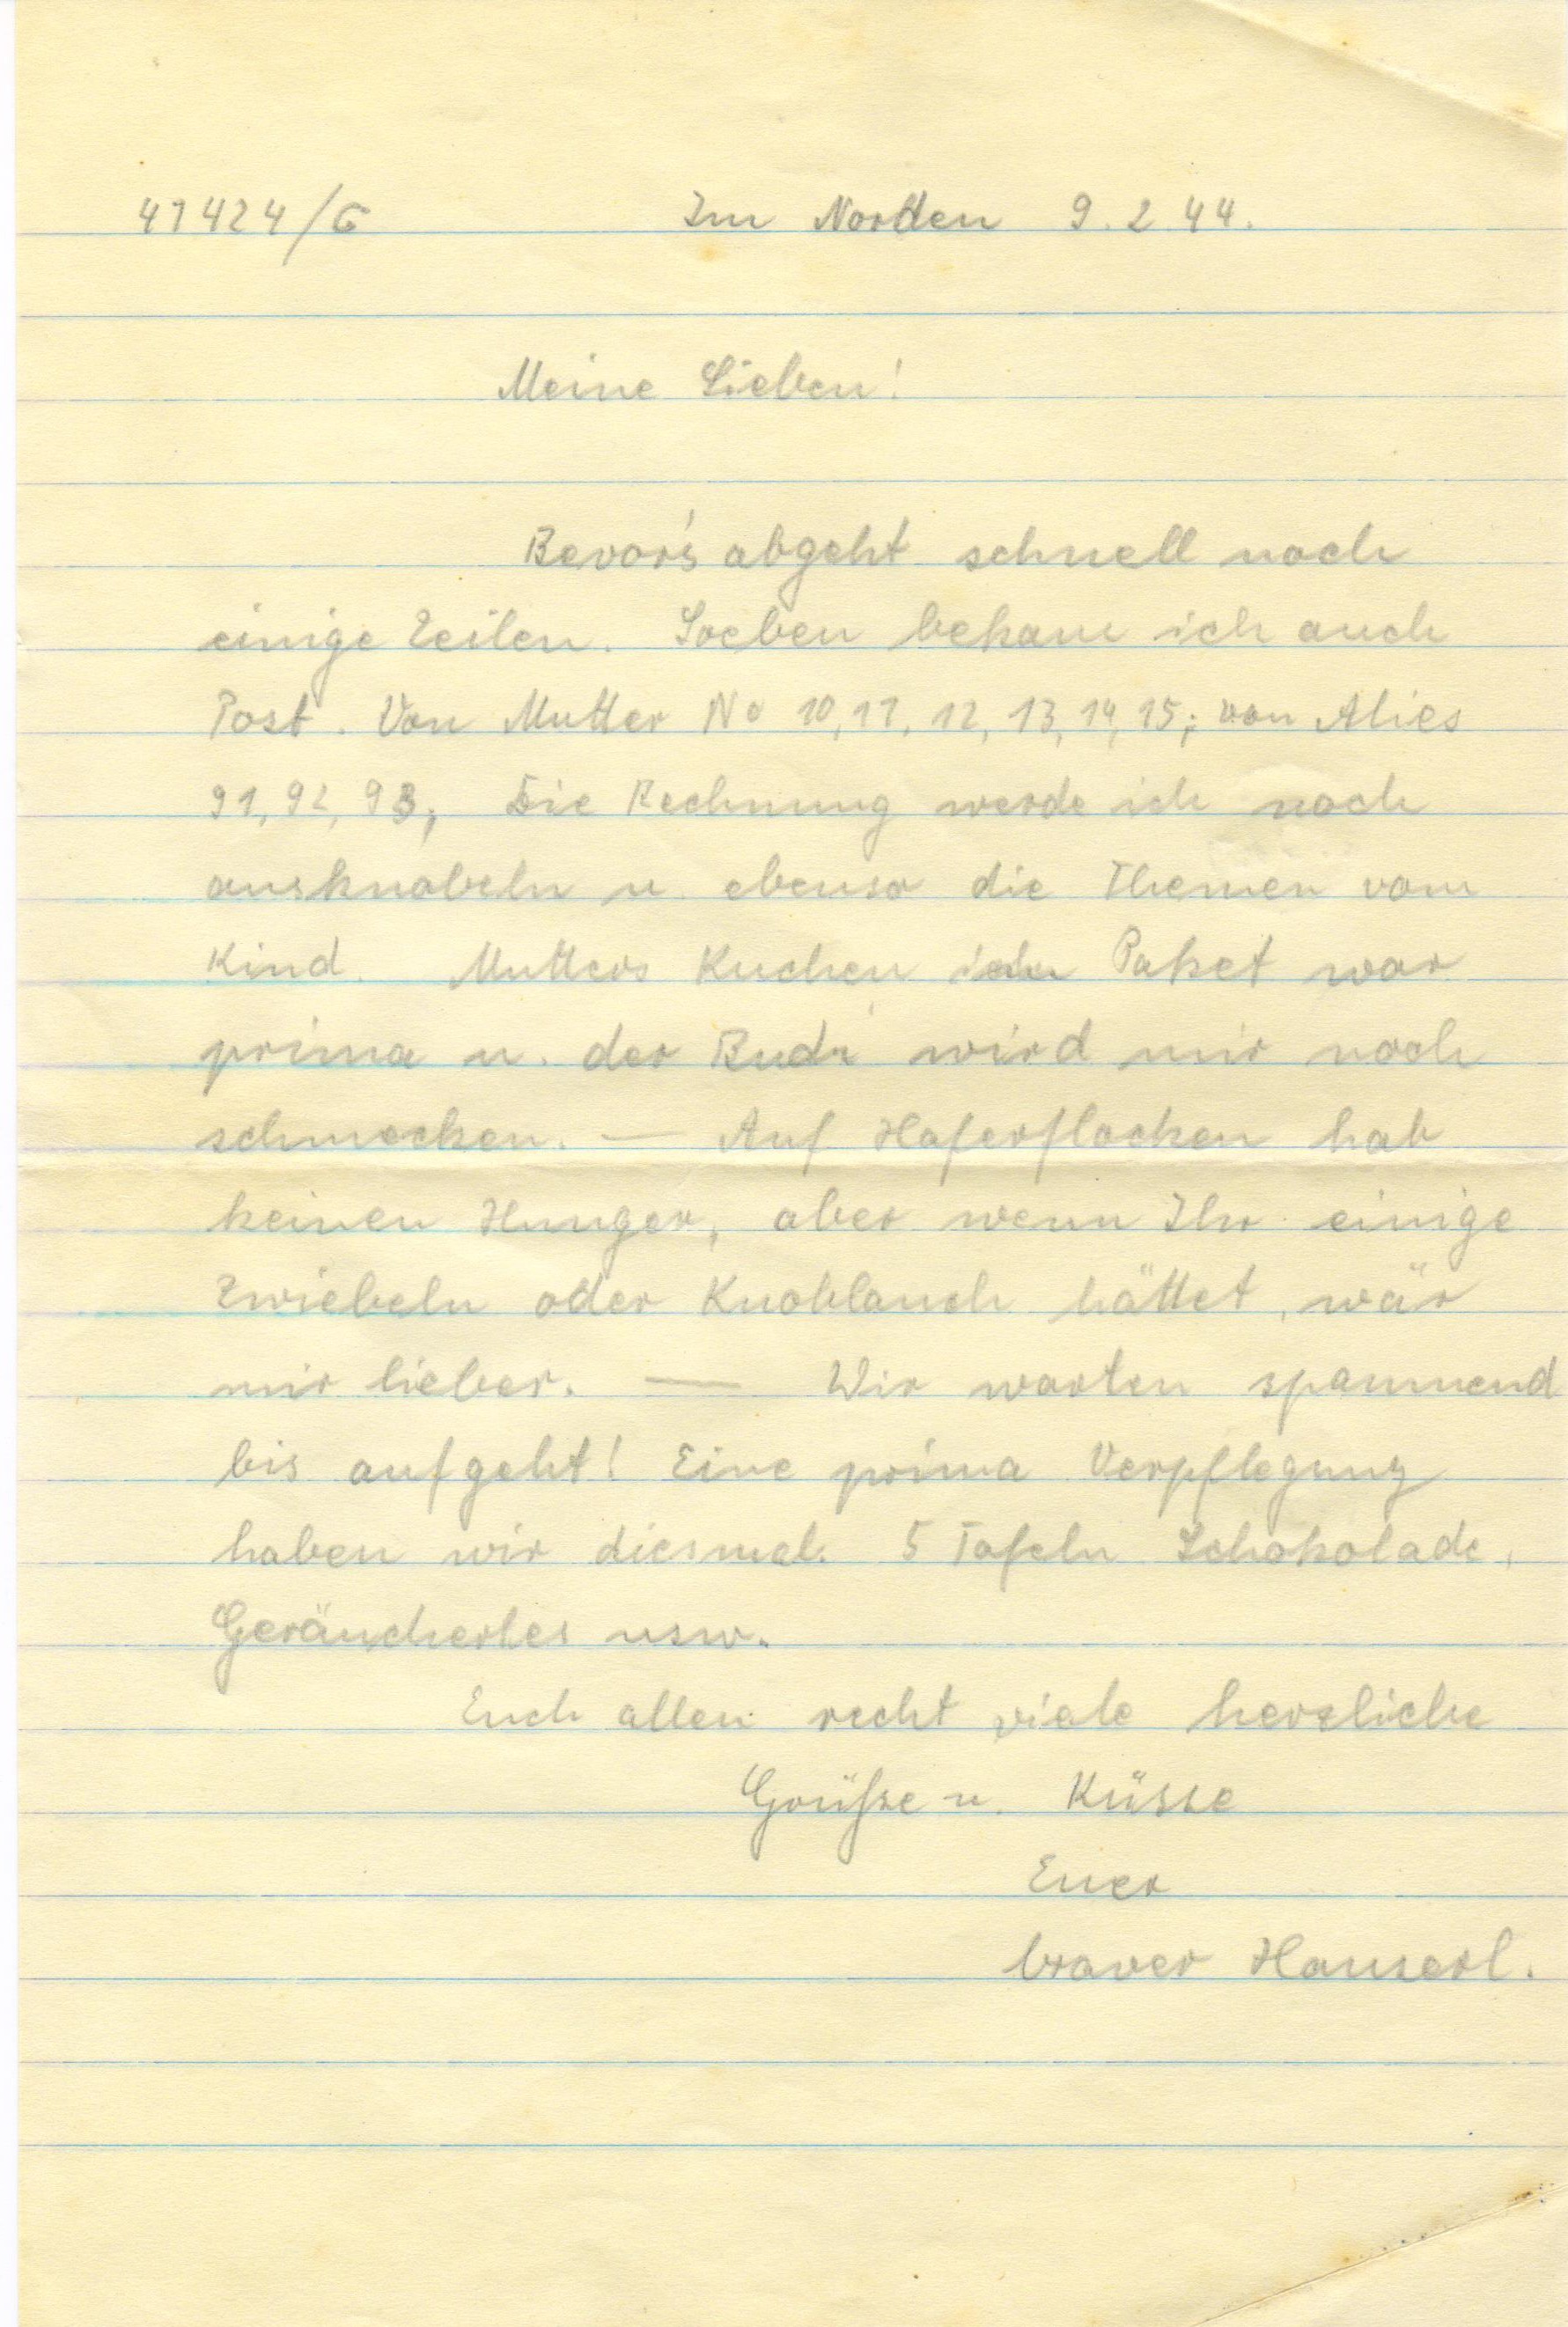 41424/G Im Norden 9.2.44.
Meine Lieben!
Bevor's abgeht schnell noch
einige Zeilen. Soeben bekam ich auch
Post. Von Mutter No 10, 11, 12, 13, 14, 15; von Alies
91, 92, 93; Die Rechnung werde ich noch
ausknobeln u. ebenso die Themen vom
Kind. Mutters Kuchen Paket war
prima u. der Budi wird mir noch
schmecken. — Auf Haferflocken hab
keinen Hunger, aber wenn Ihr einige
Zwiebeln oder Knoblauch hättet, wär
mir lieber. — Wir warten spannend
bis aufgeht! Eine prima Verpflegung
haben wir diesmal. 5 Tafeln Schokolade,
Geräuchertes usw.
Euch allen recht viele herzliche
Grüße u. Küsse
Euer
braver Hanserl.